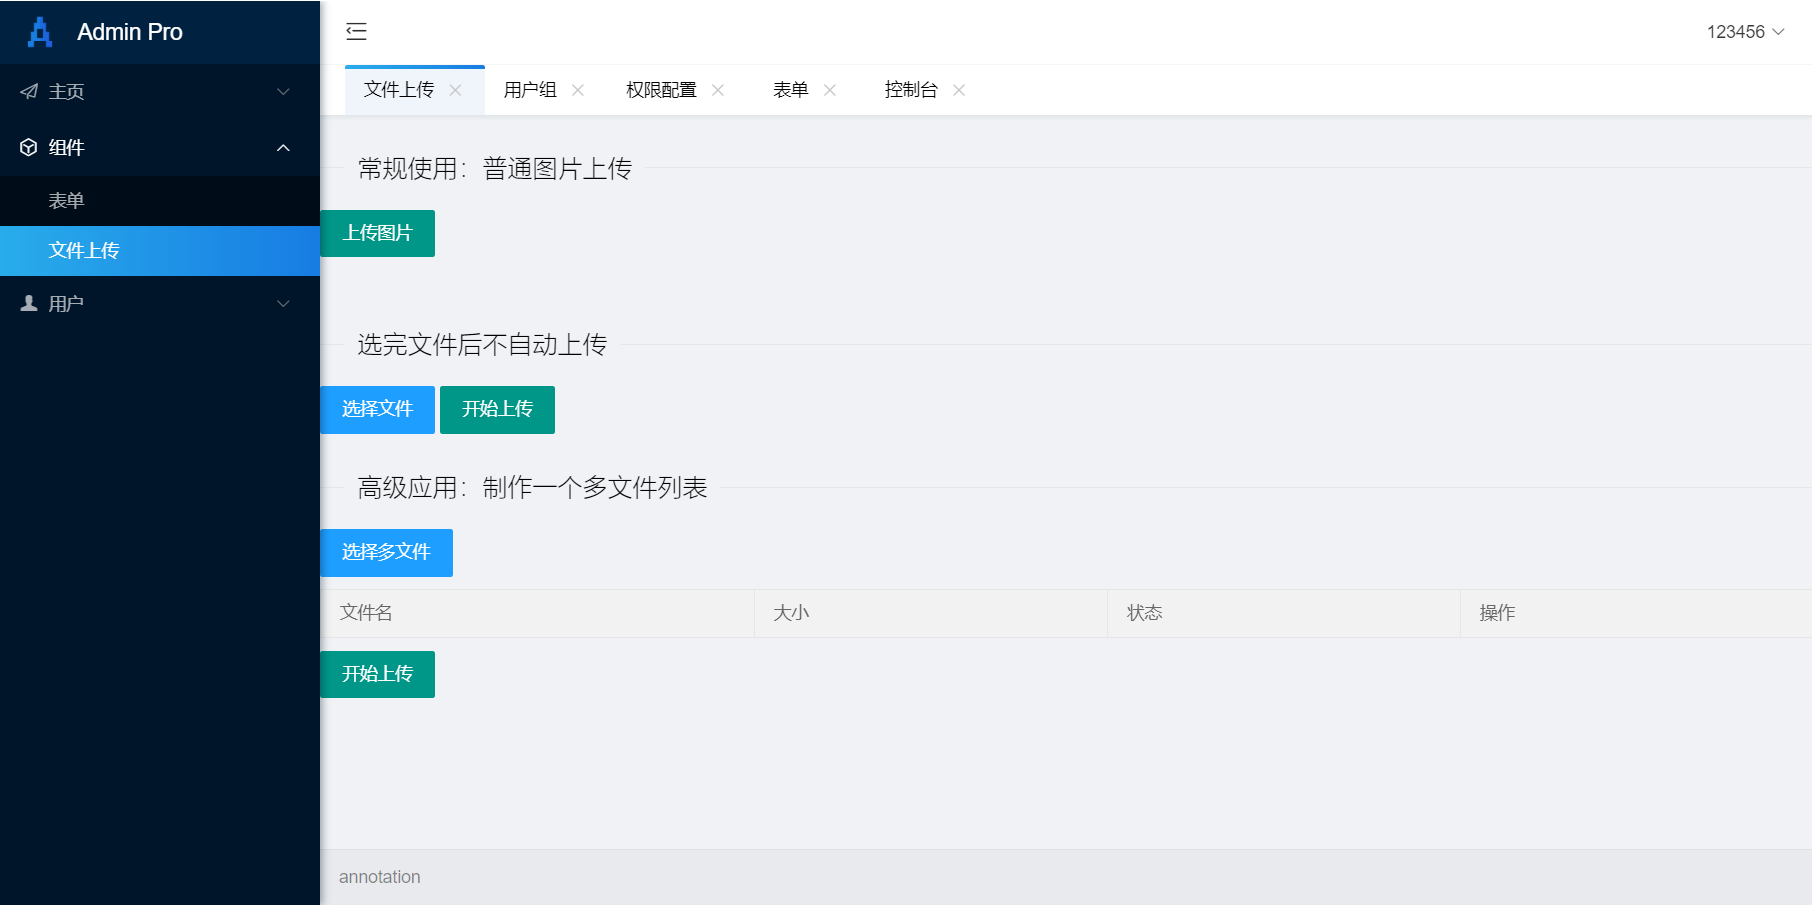 Admin Pro
123456
主页
组件
表单
文件上传
用户
文件上传 用户组 权限配置 表单 控制台
常规使用：普通图片上传
上传图片
选完文件后不自动上传
选择文件 开始上传
高级应用：制作一个多文件列表
选择多文件
文件名 大小 状态 操作
开始上传
annotation